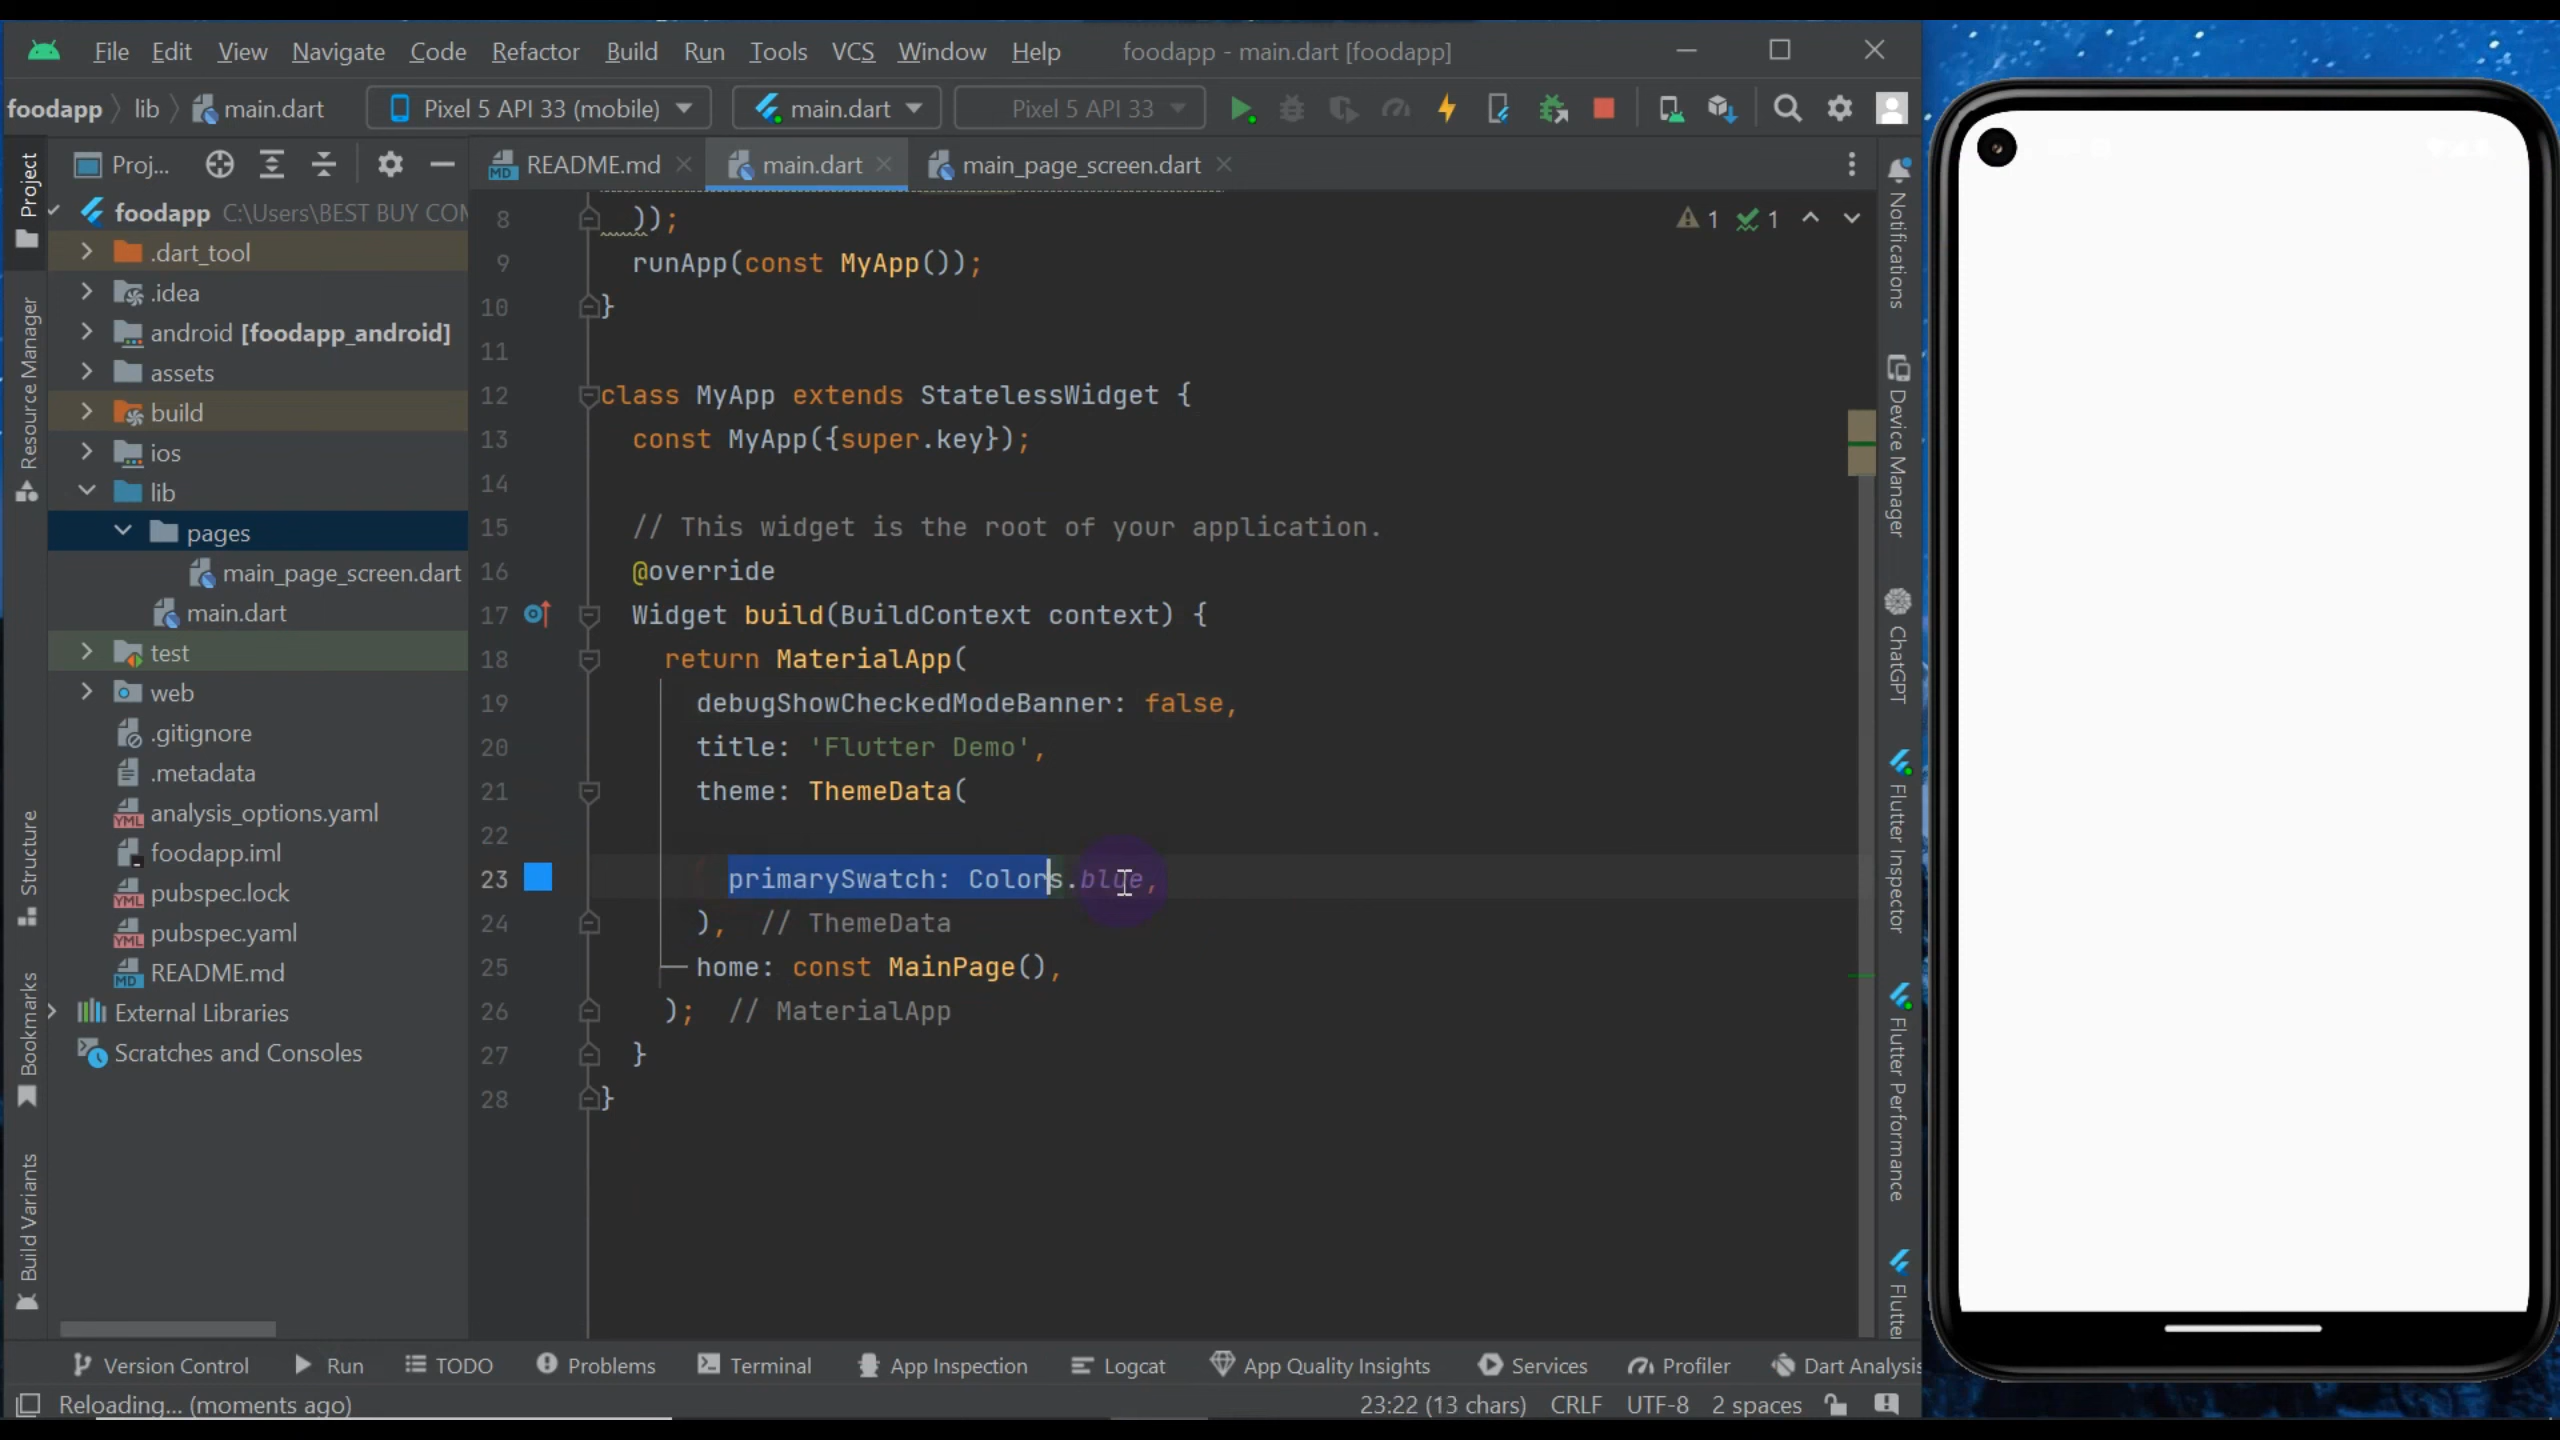 File Edit View Navigate Code Refactor Build Run Tools VCS Window Help foodapp - main.dart [foodapp]
foodapp lib main.dart Pixel 5 API 33 (mobile) main.dart Pixel 5 API 33
Project
Proj...
README.md main.dart main_page_screen.dart
foodapp C:\Users\BEST BUY CO
.dart_tool
.idea
android [foodapp_android]
assets
build
ios
lib
pages
main_page_screen.dart
main.dart
test
web
.gitignore
.metadata
analysis_options.yaml
foodapp.iml
pubspec.lock
pubspec.yaml
README.md
External Libraries
Scratches and Consoles
Resource Manager
Structure
Bookmarks
Build Variants
1 1
8 ));
9 runApp(const MyApp());
10 }
11
12 class MyApp extends StatelessWidget {
13 const MyApp({super.key});
14
15 // This widget is the root of your application.
16 @override
17 Widget build(BuildContext context) {
18 return MaterialApp(
19 debugShowCheckedModeBanner: false,
20 title: 'Flutter Demo',
21 theme: ThemeData(
22
23 primarySwatch: Colors.blue,
24 ), // ThemeData
25 home: const MainPage(),
26 ); // MaterialApp
27 }
28 }
Notifications
Device Manager
ChatGPT
Flutter Inspector
Flutter Performance
Flutter
Version Control Run TODO Problems Terminal App Inspection Logcat App Quality Insights Services Profiler Dart Analysis
Reloading... (moments ago) 23:22 (13 chars) CRLF UTF-8 2 spaces